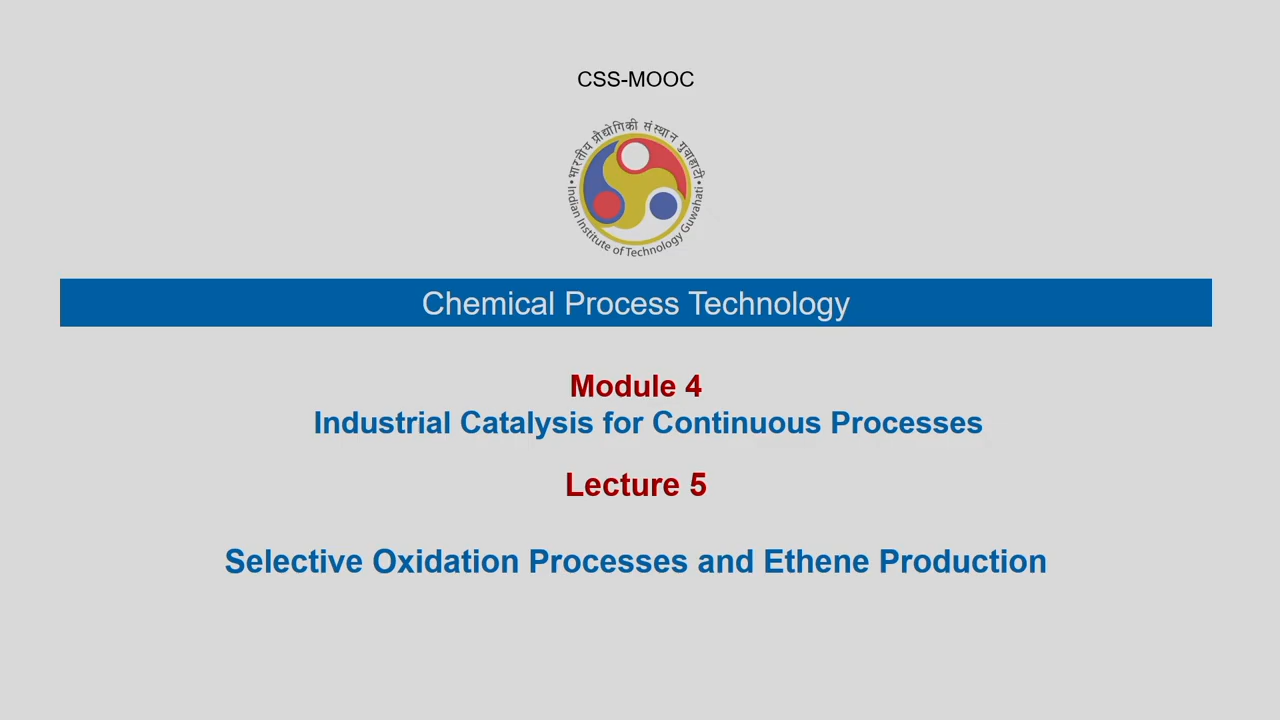 CSS-MOOC
भारतीय प्रौद्योगिकी संस्थान गुवाहाटी
Indian Institute of Technology Guwahati
Chemical Process Technology
Module 4
Industrial Catalysis for Continuous Processes
Lecture 5
Selective Oxidation Processes and Ethene Production